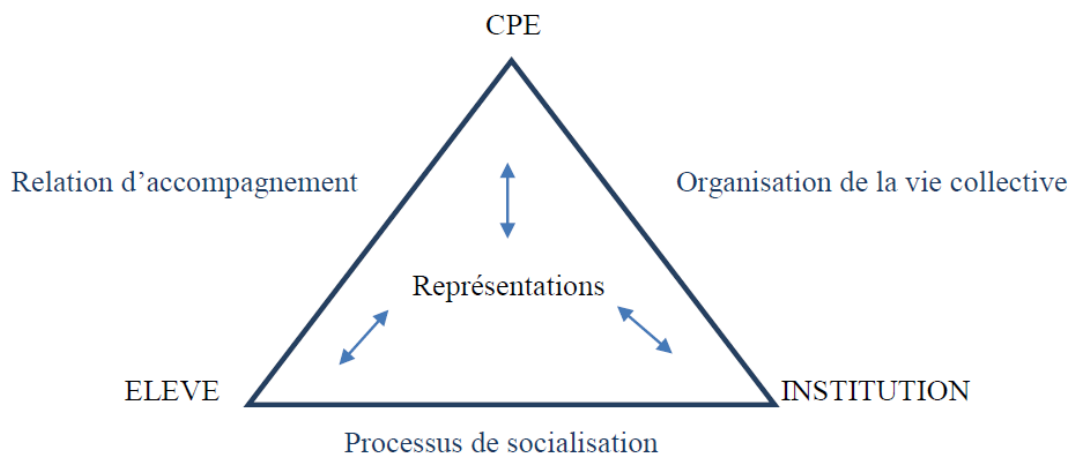 CPE
Relation d'accompagnement
Organisation de la vie collective
Représentations
ELEVE
INSTITUTION
Processus de socialisation